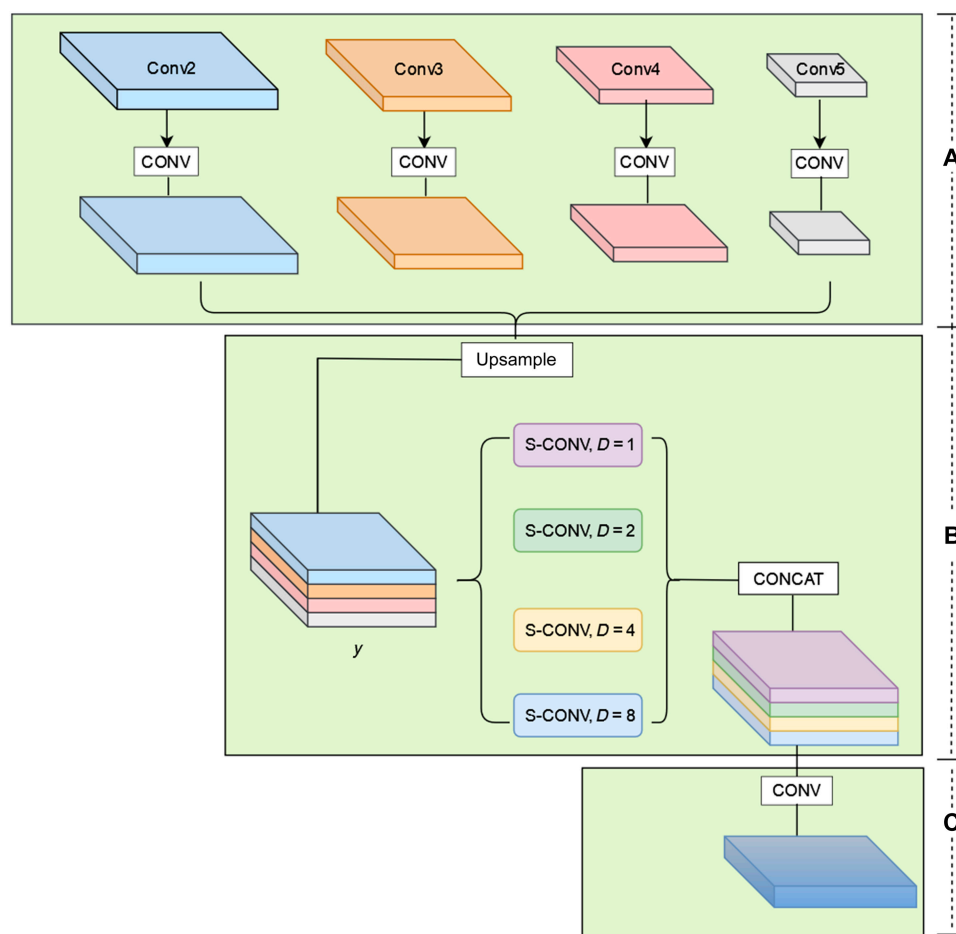 Conv2 Conv3 Conv4 Conv5
CONV CONV CONV CONV
A
Upsample
S-CONV, D = 1
S-CONV, D = 2
B
S-CONV, D = 4
S-CONV, D = 8
CONCAT
y
CONV
C